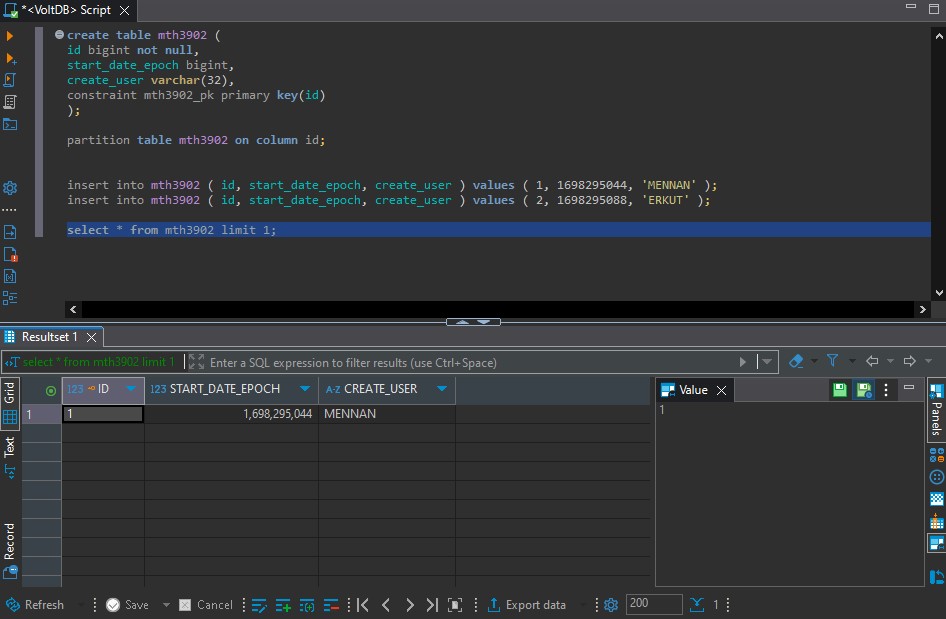 *<VoltDB> Script
create table mth3902 (
id bigint not null,
start_date_epoch bigint,
create_user varchar(32),
constraint mth3902_pk primary key(id)
);
partition table mth3902 on column id;
insert into mth3902 ( id, start_date_epoch, create_user ) values ( 1, 1698295044, 'MENNAN' );
insert into mth3902 ( id, start_date_epoch, create_user ) values ( 2, 1698295088, 'ERKUT' );
select * from mth3902 limit 1;
Resultset 1
select * from mth3902 limit 1
Enter a SQL expression to filter results (use Ctrl+Space)
Grid
Text
Record
123 ID
123 START_DATE_EPOCH
A-Z CREATE_USER
1
1
1,698,295,044
MENNAN
Value
1
Panels
Refresh
Save
Cancel
Export data
200
1